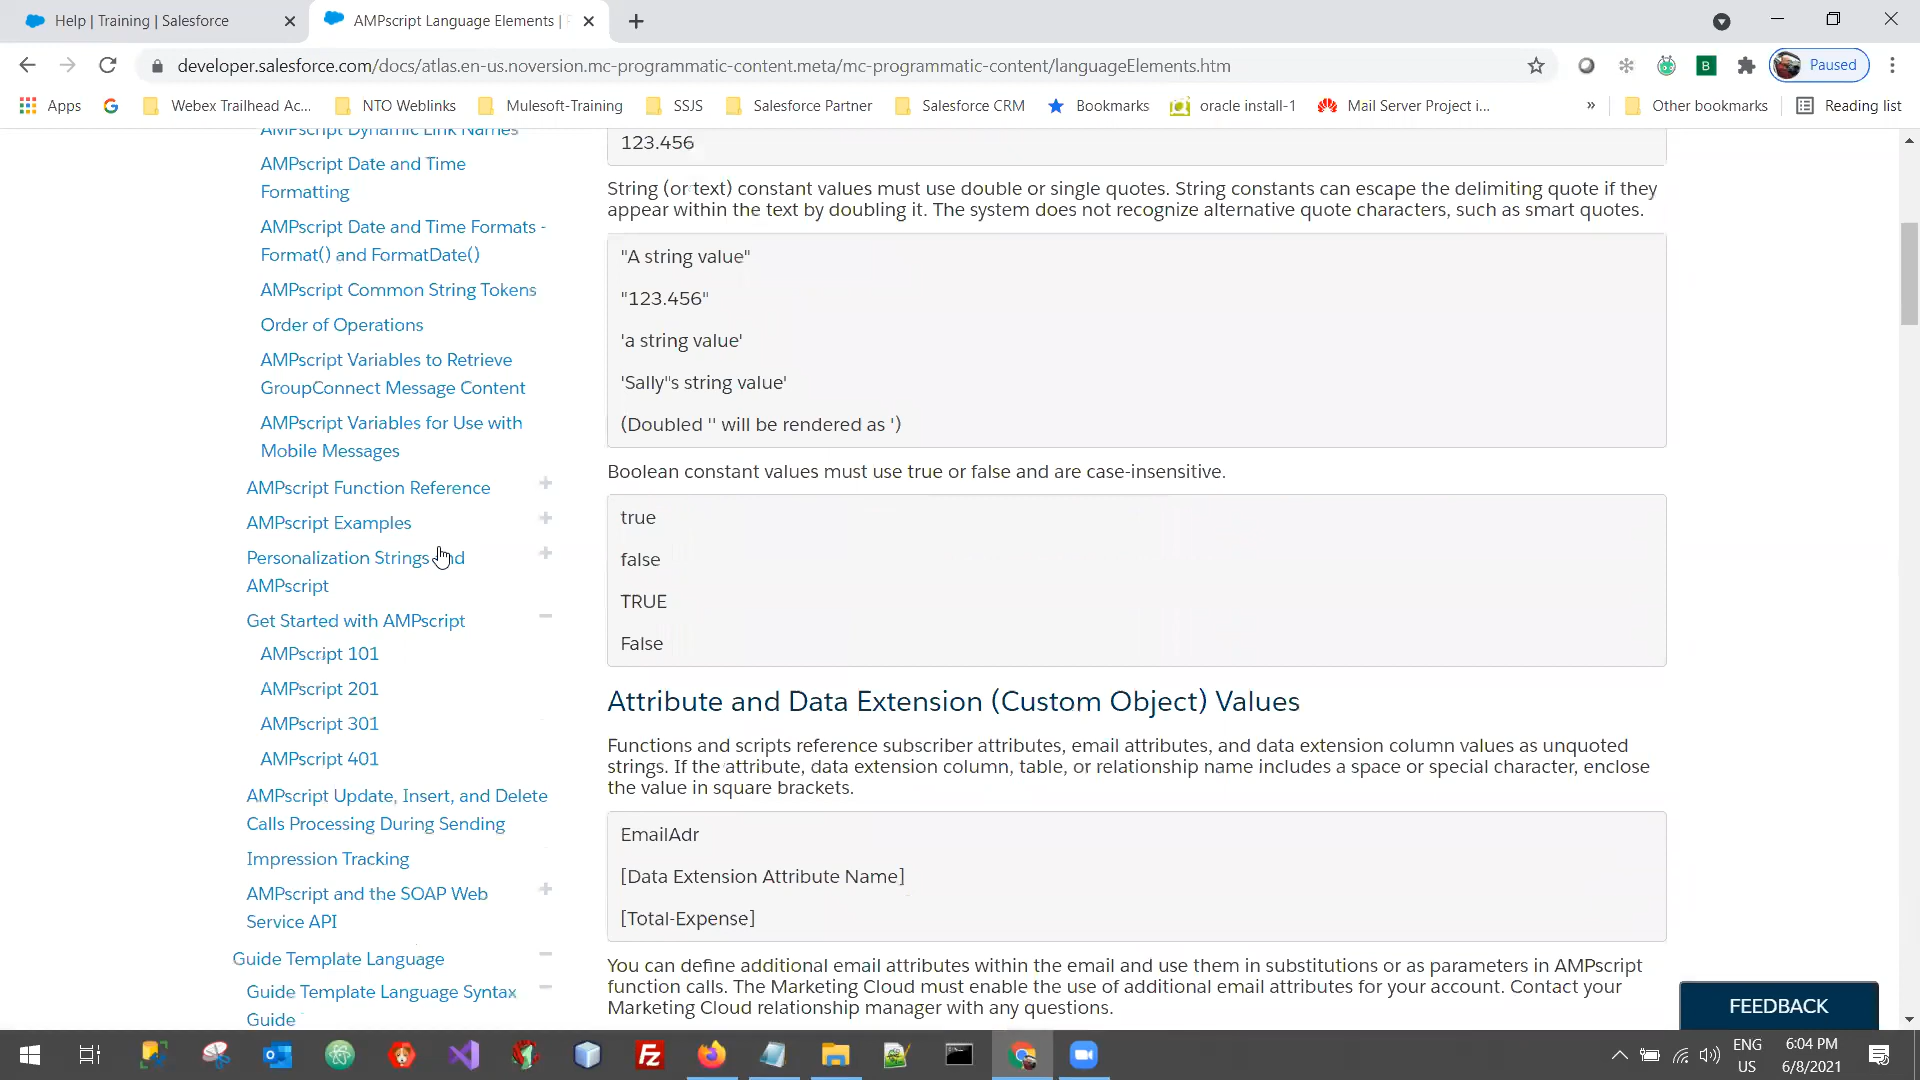 Help | Training | Salesforce
AMPscript Language Elements |
developer.salesforce.com/docs/atlas.en-us.noversion.mc-programmatic-content.meta/mc-programmatic-content/languageElements.htm
B
Paused
Apps
Webex Trailhead Ac...
NTO Weblinks
Mulesoft-Training
SSJS
Salesforce Partner
Salesforce CRM
Bookmarks
oracle install-1
Mail Server Project i...
»
Other bookmarks
Reading list
AMPscript Dynamic Link Names
AMPscript Date and Time
Formatting
AMPscript Date and Time Formats -
Format() and FormatDate()
AMPscript Common String Tokens
Order of Operations
AMPscript Variables to Retrieve
GroupConnect Message Content
AMPscript Variables for Use with
Mobile Messages
AMPscript Function Reference
AMPscript Examples
Personalization Strings and
AMPscript
Get Started with AMPscript
AMPscript 101
AMPscript 201
AMPscript 301
AMPscript 401
AMPscript Update, Insert, and Delete
Calls Processing During Sending
Impression Tracking
AMPscript and the SOAP Web
Service API
Guide Template Language
Guide Template Language Syntax
Guide
123.456
String (or text) constant values must use double or single quotes. String constants can escape the delimiting quote if they
appear within the text by doubling it. The system does not recognize alternative quote characters, such as smart quotes.
"A string value"
"123.456"
'a string value'
'Sally''s string value'
(Doubled '' will be rendered as ')
Boolean constant values must use true or false and are case-insensitive.
true
false
TRUE
False
Attribute and Data Extension (Custom Object) Values
Functions and scripts reference subscriber attributes, email attributes, and data extension column values as unquoted
strings. If the attribute, data extension column, table, or relationship name includes a space or special character, enclose
the value in square brackets.
EmailAdr
[Data Extension Attribute Name]
[Total-Expense]
You can define additional email attributes within the email and use them in substitutions or as parameters in AMPscript
function calls. The Marketing Cloud must enable the use of additional email attributes for your account. Contact your
Marketing Cloud relationship manager with any questions.
FEEDBACK
ENG
US
6:04 PM
6/8/2021